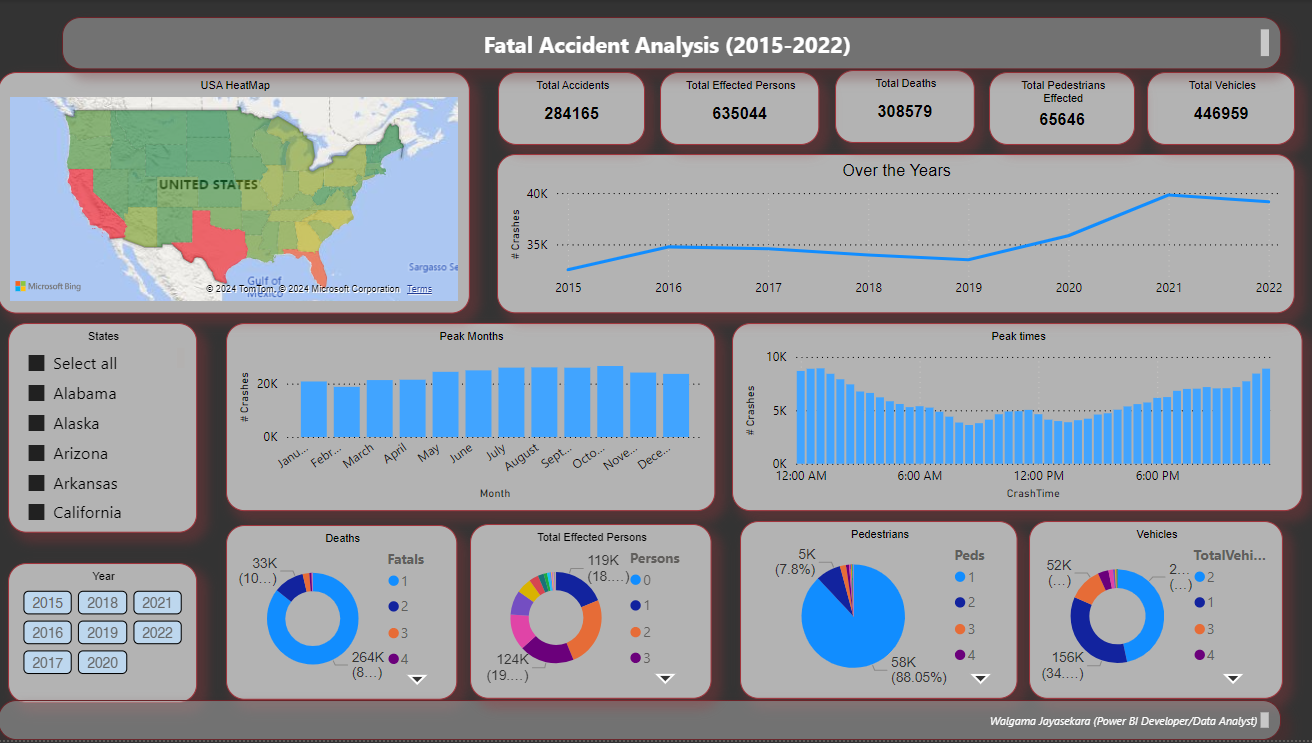 Fatal Accident Analysis (2015-2022)
USA HeatMap
UNITED STATES
Gulf of
Mexico
Sargasso Se
Microsoft Bing
© 2024 TomTom, © 2024 Microsoft Corporation Terms
Total Accidents
284165
Total Effected Persons
635044
Total Deaths
308579
Total Pedestrians
Effected
65646
Total Vehicles
446959
Over the Years
# Crashes
40K
35K
2015 2016 2017 2018 2019 2020 2021 2022
States
Select all
Alabama
Alaska
Arizona
Arkansas
California
Peak Months
# Crashes
20K
0K
Janu... Febr... March April May June July August Sept... Octo... Nove... Dece...
Month
Peak times
# Crashes
10K
5K
0K
12:00 AM 6:00 AM 12:00 PM 6:00 PM
CrashTime
Year
2015 2018 2021
2016 2019 2022
2017 2020
Deaths
33K
(10...)
264K
(8...)
Fatals
1
2
3
4
Total Effected Persons
119K
(18....)
124K
(19....)
Persons
0
1
2
3
Pedestrians
5K
(7.8%)
58K
(88.05%)
Peds
1
2
3
4
Vehicles
52K
(...)
2...
(...)
156K
(34....)
TotalVehi...
2
1
3
4
Walgama Jayasekara (Power BI Developer/Data Analyst)